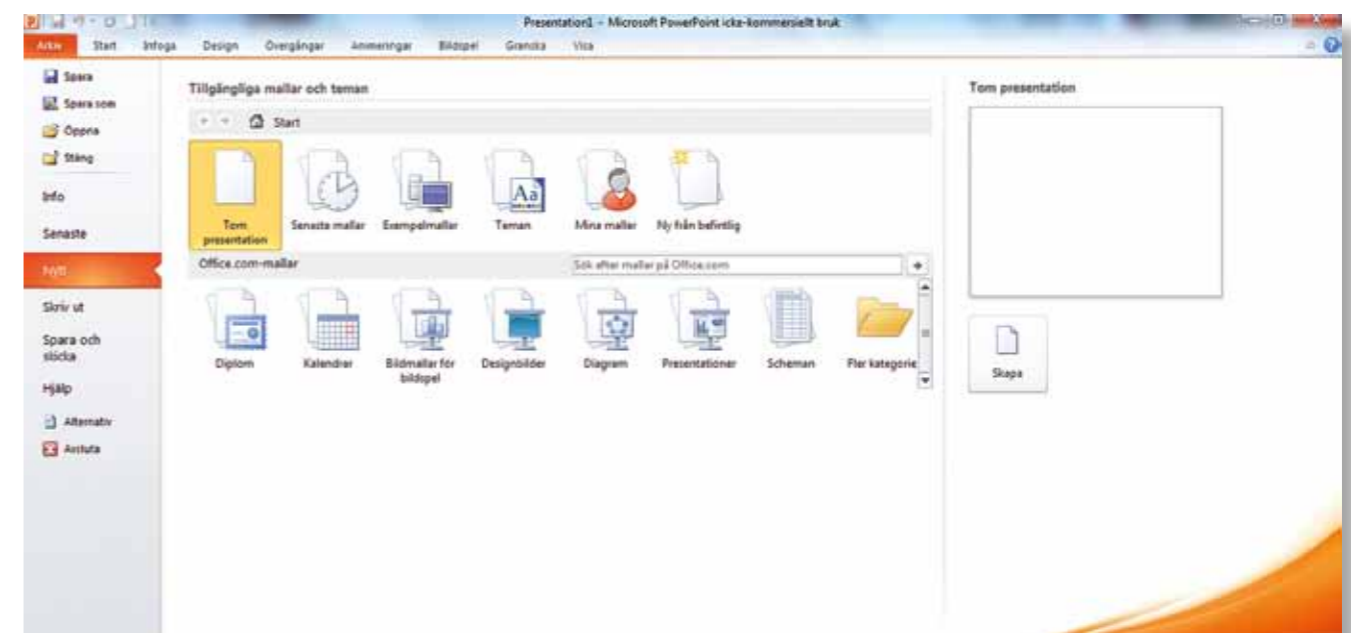 Presentation1 - Microsoft PowerPoint icke-kommersiellt bruk
Arkiv Start Infoga Design Övergångar Animeringar Bildspel Granska Visa
Spara
Spara som
Öppna
Stäng
Info
Senaste
Nytt
Skriv ut
Spara och
skicka
Hjälp
Alternativ
Avsluta
Tillgängliga mallar och teman
Start
Tom
presentation
Senaste mallar
Exempelmallar
Teman
Mina mallar
Ny från befintlig
Office.com-mallar
Sök efter mallar på Office.com
Diplom
Kalendrar
Bildmallar för
bildspel
Designbilder
Diagram
Presentationer
Scheman
Fler kategorie
Tom presentation
Skapa